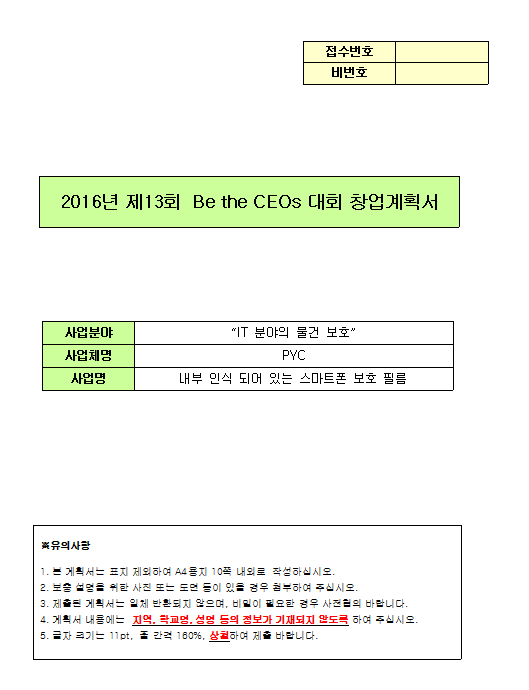 접수번호
비번호
2016년 제13회 Be the CEOs 대회 창업계획서
사업분야 “IT 분야의 물건 보호”
사업체명 PYC
사업명 내부 인식 되어 있는 스마트폰 보호 필름
※유의사항
1. 본 계획서는 표지 제외하여 A4용지 10쪽 내외로 작성하십시오.
2. 보충 설명을 위한 사진 또는 도면 등이 있을 경우 첨부하여 주십시오.
3. 제출된 계획서는 일체 반환되지 않으며, 비밀이 필요한 경우 사전협의 바랍니다.
4. 계획서 내용에는 지역, 학교명, 성명 등의 정보가 기재되지 않도록 하여 주십시오.
5. 글자 크기는 11pt, 줄 간격 160%, 상철하여 제출 바랍니다.